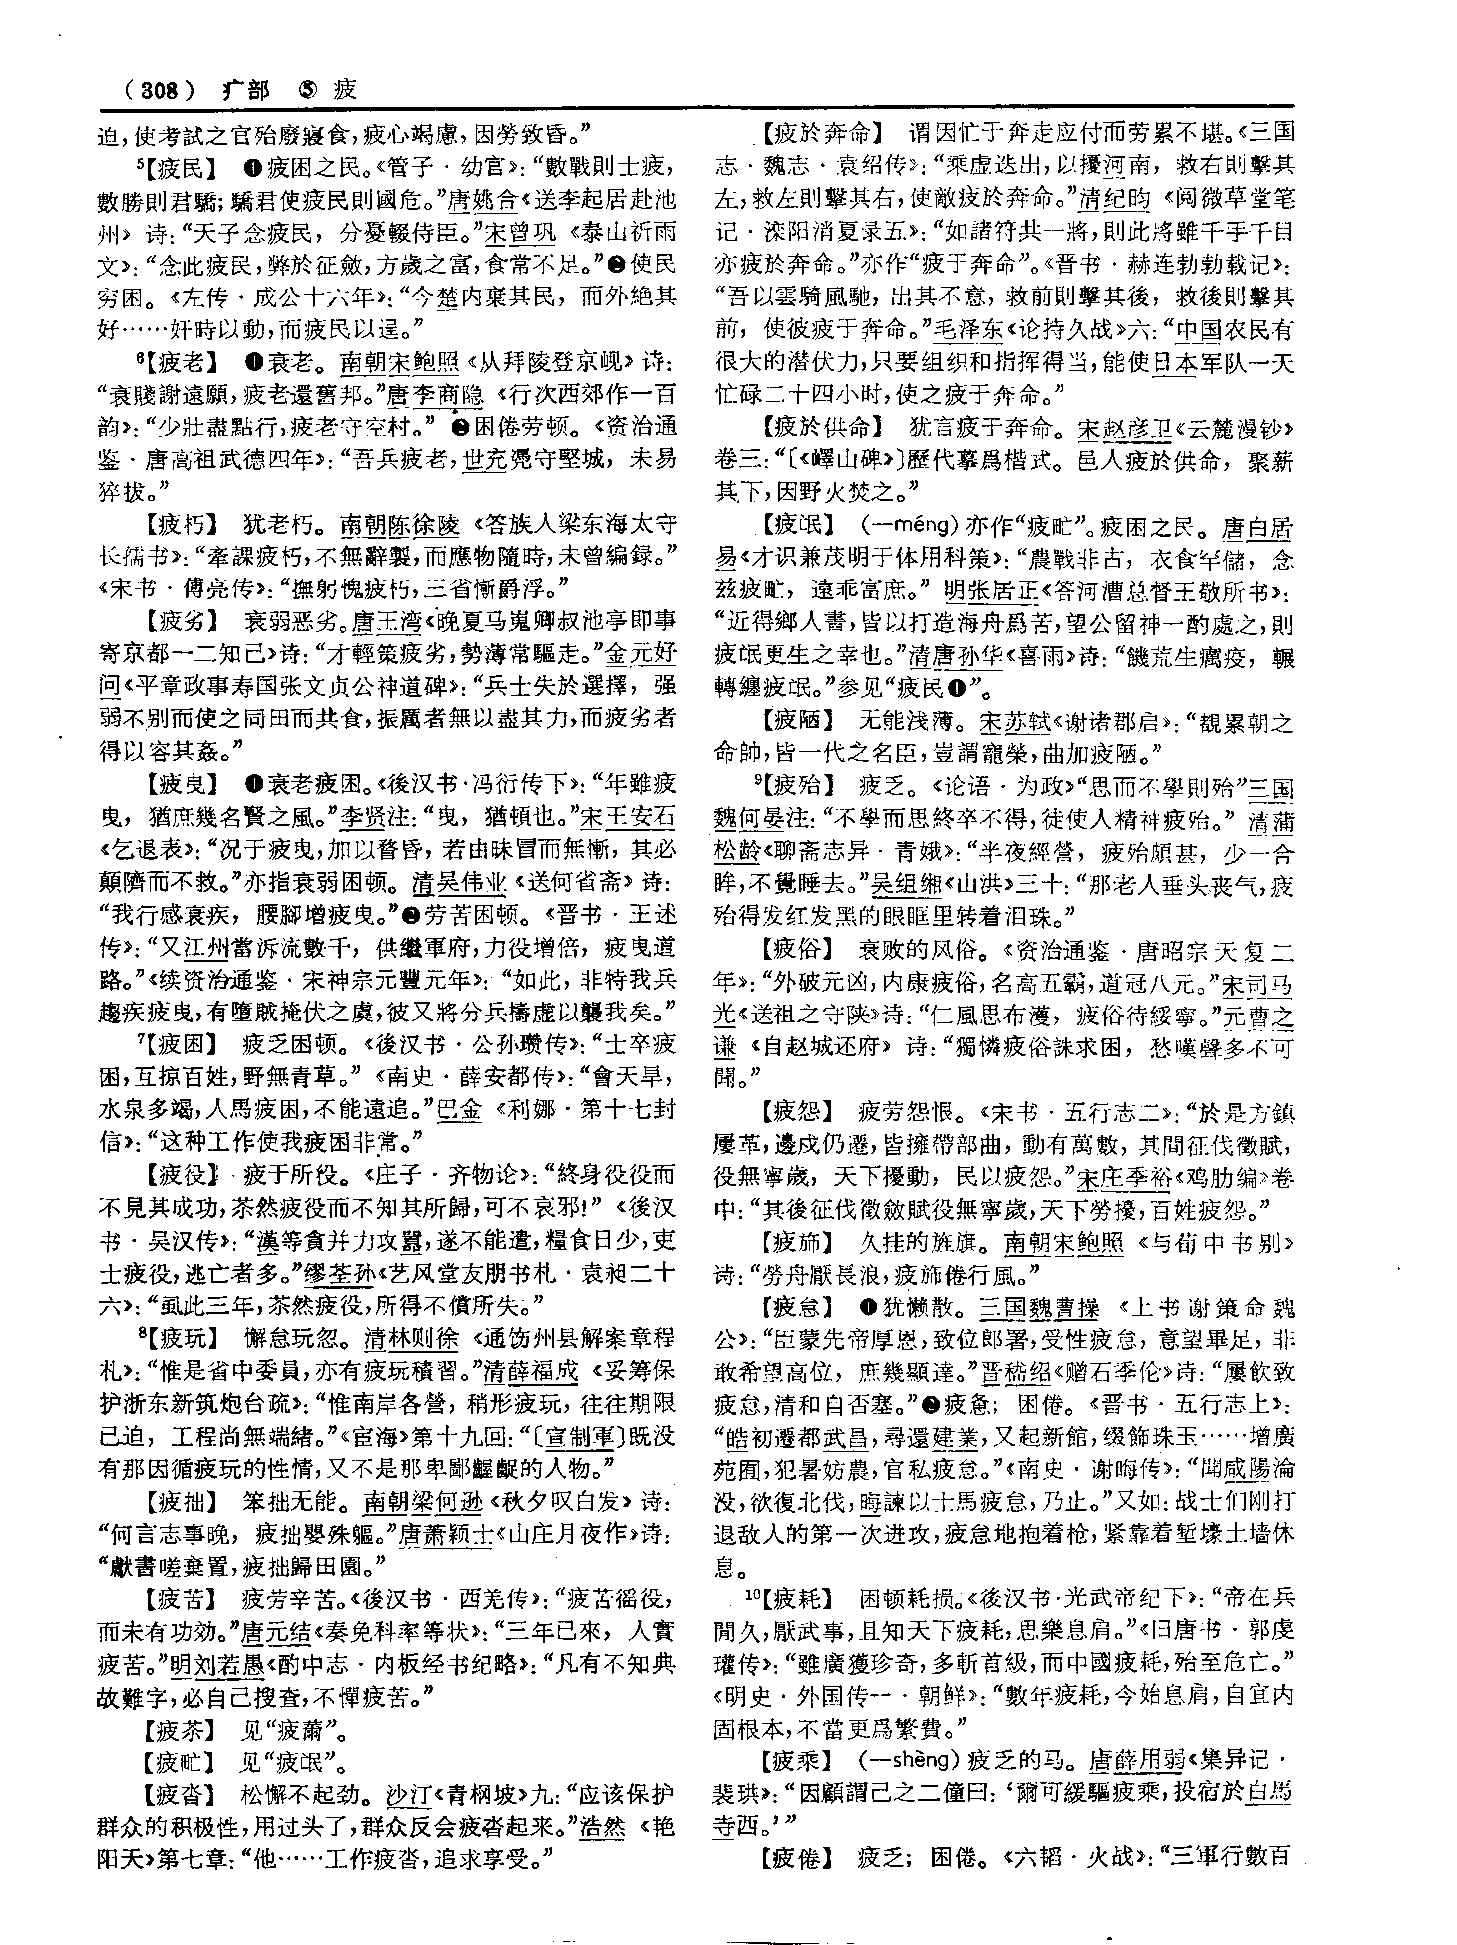 （308） 疒部 ⑤ 疲
迫，使考試之官殆廢寢食，疲心竭慮，因勞致昏。”
⁵【疲民】 ❶疲困之民。《管子·幼官》：“數戰則士疲，
數勝則君驕；驕君使疲民則國危。”唐姚合《送李起居赴池
州》诗：“天子念疲民，分憂輟侍臣。”宋曾巩《泰山祈雨
文》：“念此疲民，弊於征斂，方歲之富，食常不足。”❷使民
穷困。《左传·成公十六年》：“今楚内棄其民，而外绝其
好……奸時以動，而疲民以逞。”
⁶【疲老】 ❶衰老。南朝宋鲍照《从拜陵登京岘》诗：
“衰賤謝遠願，疲老還舊邦。”唐李商隐《行次西郊作一百
韵》：“少壯盡點行，疲老守空村。”❷困倦劳顿。《资治通
鉴·唐高祖武德四年》：“吾兵疲老，世充凭守堅城，未易
猝拔。”
【疲朽】 犹老朽。南朝陈徐陵《答族人梁东海太守
长孺书》：“牽課疲朽，不無辭製，而應物隨時，未曾编録。”
《宋书·傅亮传》：“撫躬愧疲朽，三省慚爵浮。”
【疲劣】 衰弱恶劣。唐王湾《晚夏马嵬卿叔池亭即事
寄京都一二知己》诗：“才輕策疲劣，勢薄常驅走。”金元好
问《平章政事寿国张文贞公神道碑》：“兵士失於選擇，强
弱不别而使之同田而共食，振厲者無以盡其力，而疲劣者
得以容其姦。”
【疲曳】 ❶衰老疲困。《後汉书·冯衍传下》：“年雖疲
曳，猶庶幾名賢之風。”李贤注：“曳，猶頓也。”宋王安石
《乞退表》：“况于疲曳，加以眘昏，若由昧冒而無慚，其必
顛隮而不救。”亦指衰弱困顿。清吴伟业《送何省斋》诗：
“我行感衰疾，腰腳增疲曳。”❷劳苦困顿。《晋书·王述
传》：“又江州當泝流數千，供繼軍府，力役增倍，疲曳道
路。”《续资治通鉴·宋神宗元豐元年》：“如此，非特我兵
趨疾疲曳，有墮賊掩伏之虞，彼又將分兵擣虚以襲我矣。”
⁷【疲困】 疲乏困顿。《後汉书·公孙瓒传》：“士卒疲
困，互掠百姓，野無青草。”《南史·薛安都传》：“會天旱，
水泉多竭，人馬疲困，不能遠追。”巴金《利娜·第十七封
信》：“这种工作使我疲困非常。”
【疲役】 疲于所役。《庄子·齐物论》：“終身役役而
不見其成功，苶然疲役而不知其所歸，可不哀邪！”《後汉
书·吴汉传》：“漢等貪并力攻囂，遂不能遣，糧食日少，吏
士疲役，逃亡者多。”缪荃孙《艺风堂友朋书札·袁昶二十
六》：“虱此三年，苶然疲役，所得不償所失。”
⁸【疲玩】 懈怠玩忽。清林则徐《通饬州县解案章程
札》：“惟是省中委員，亦有疲玩積習。”清薛福成《妥筹保
护浙东新筑炮台疏》：“惟南岸各營，稍形疲玩，往往期限
已迫，工程尚無端緒。”《宦海》第十九回：“〔宣制軍〕既没
有那因循疲玩的性情，又不是那卑鄙齷齪的人物。”
【疲拙】 笨拙无能。南朝梁何逊《秋夕叹白发》诗：
“何言志事晚，疲拙嬰殊軀。”唐萧颖士《山庄月夜作》诗：
“獻書嗟棄置，疲拙歸田園。”
【疲苦】 疲劳辛苦。《後汉书·西羌传》：“疲苦徭役，
而未有功効。”唐元结《奏免科率等状》：“三年已來，人實
疲苦。”明刘若愚《酌中志·内板经书纪略》：“凡有不知典
故難字，必自己搜查，不憚疲苦。”
【疲苶】 见“疲薾”。
【疲甿】 见“疲氓”。
【疲沓】 松懈不起劲。沙汀《青㭎坡》九：“应该保护
群众的积极性，用过头了，群众反会疲沓起来。”浩然《艳
阳天》第七章：“他……工作疲沓，追求享受。”
【疲於奔命】 谓因忙于奔走应付而劳累不堪。《三国
志·魏志·袁绍传》：“乘虚迭出，以擾河南，救右則擊其
左，救左則擊其右，使敵疲於奔命。”清纪昀《阅微草堂笔
记·滦阳消夏录五》：“如諸符共一將，則此將雖千手千目
亦疲於奔命。”亦作“疲于奔命”。《晋书·赫连勃勃载记》：
“吾以雲騎風馳，出其不意，救前則擊其後，救後則擊其
前，使彼疲于奔命。”毛泽东《论持久战》六：“中国农民有
很大的潜伏力，只要组织和指挥得当，能使日本军队一天
忙碌二十四小时，使之疲于奔命。”
【疲於供命】 犹言疲于奔命。宋赵彦卫《云麓漫钞》
卷三：“〔《嶧山碑》〕歷代摹爲楷式。邑人疲於供命，聚薪
其下，因野火焚之。”
【疲氓】（—méng）亦作“疲甿”。疲困之民。唐白居
易《才识兼茂明于体用科策》：“農戰非古，衣食罕儲，念
兹疲甿，遠乖富庶。”明张居正《答河漕总督王敬所书》：
“近得鄉人書，皆以打造海舟爲苦，望公留神一酌處之，則
疲氓更生之幸也。”清唐孙华《喜雨》诗：“饑荒生癘疫，輾
轉纏疲氓。”参见“疲民❶”。
【疲陋】 无能浅薄。宋苏轼《谢诸郡启》：“覩累朝之
命帥，皆一代之名臣，豈謂寵榮，曲加疲陋。”
⁹【疲殆】 疲乏。《论语·为政》“思而不學則殆”三国
魏何晏注：“不學而思終卒不得，徒使人精神疲殆。”清蒲
松龄《聊斋志异·青娥》：“半夜經營，疲殆頗甚，少一合
眸，不覺睡去。”吴组缃《山洪》三十：“那老人垂头丧气，疲
殆得发红发黑的眼眶里转着泪珠。”
【疲俗】 衰败的风俗。《资治通鉴·唐昭宗天复二
年》：“外破元凶，内康疲俗，名高五霸，道冠八元。”宋司马
光《送祖之守陕》诗：“仁風思布濩，疲俗待綏寧。”元曹之
谦《自赵城还府》诗：“獨憐疲俗誅求困，愁嘆聲多不可
聞。”
【疲怨】 疲劳怨恨。《宋书·五行志二》：“於是方鎮
屢革，邊戍仍遷，皆擁帶部曲，動有萬數，其間征伐徵賦，
役無寧歲，天下擾動，民以疲怨。”宋庄季裕《鸡肋编》卷
中：“其後征伐徵斂賦役無寧歲，天下勞擾，百姓疲怨。”
【疲旆】 久挂的旌旗。南朝宋鲍照《与荀中书别》
诗：“勞舟厭長浪，疲旆倦行風。”
【疲怠】 ❶犹懒散。三国魏曹操《上书谢策命魏
公》：“臣蒙先帝厚恩，致位郎署，受性疲怠，意望畢足，非
敢希望高位，庶幾顯達。”晋嵇绍《赠石季伦》诗：“屢飲致
疲怠，清和自否塞。”❷疲惫；困倦。《晋书·五行志上》：
“皓初遷都武昌，尋還建業，又起新館，缀飾珠玉……增廣
苑囿，犯暑妨農，官私疲怠。”《南史·谢晦传》：“聞咸陽淪
没，欲復北伐，晦諫以士馬疲怠，乃止。”又如：战士们刚打
退敌人的第一次进攻，疲怠地抱着枪，紧靠着堑壕土墙休
息。
¹⁰【疲耗】 困顿耗损。《後汉书·光武帝纪下》：“帝在兵
間久，厭武事，且知天下疲耗，思樂息肩。”《旧唐书·郭虔
瓘传》：“雖廣獲珍奇，多斬首級，而中國疲耗，殆至危亡。”
《明史·外国传一·朝鲜》：“數年疲耗，今始息肩，自宜内
固根本，不當更爲繁費。”
【疲乘】（—shèng）疲乏的马。唐薛用弱《集异记·
裴珙》：“因顧謂己之二僮曰：‘爾可緩驅疲乘，投宿於白馬
寺西。’”
【疲倦】 疲乏；困倦。《六韬·火战》：“三軍行數百